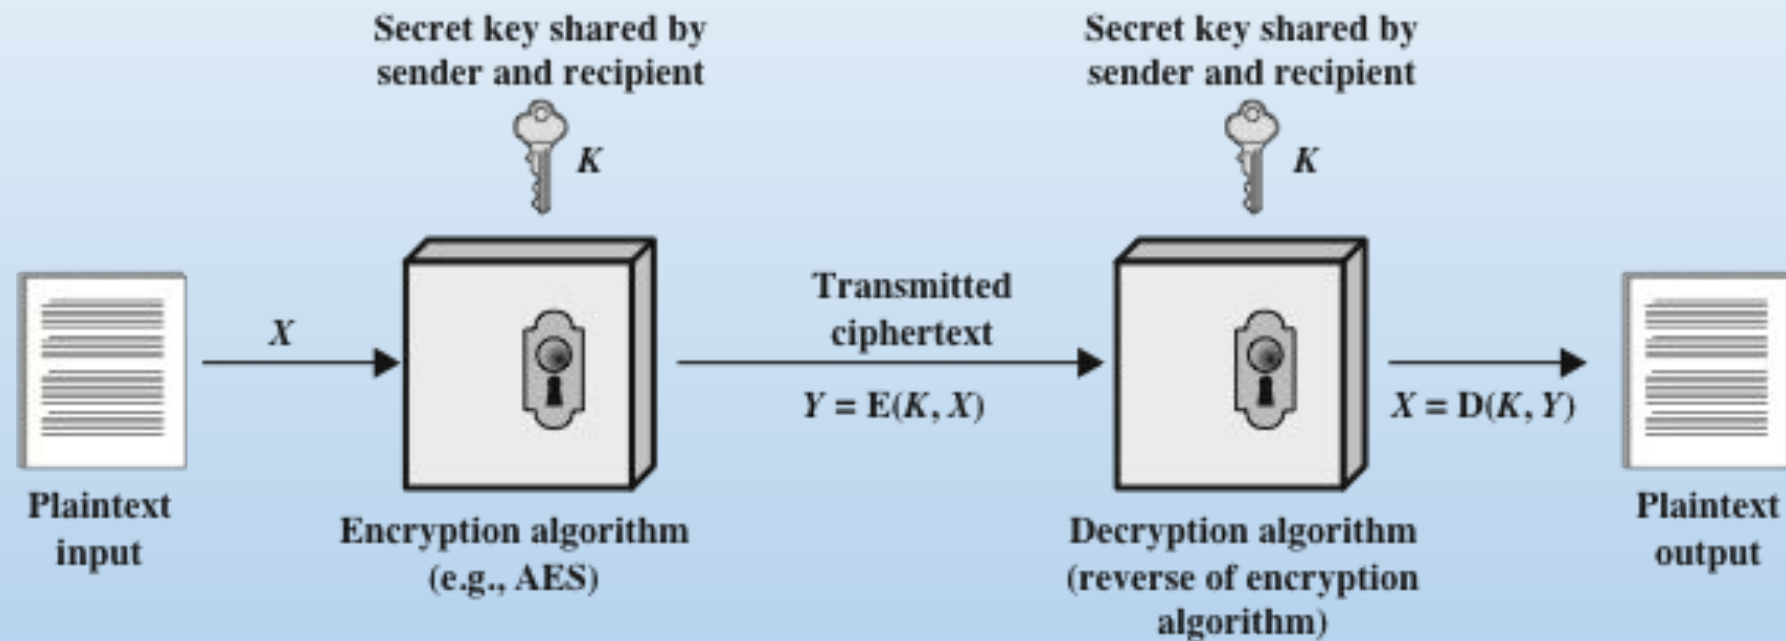 Secret key shared by
sender and recipient
K
Secret key shared by
sender and recipient
K
Plaintext
input
X
Encryption algorithm
(e.g., AES)
Transmitted
ciphertext
Y = E(K, X)
Decryption algorithm
(reverse of encryption
algorithm)
X = D(K, Y)
Plaintext
output